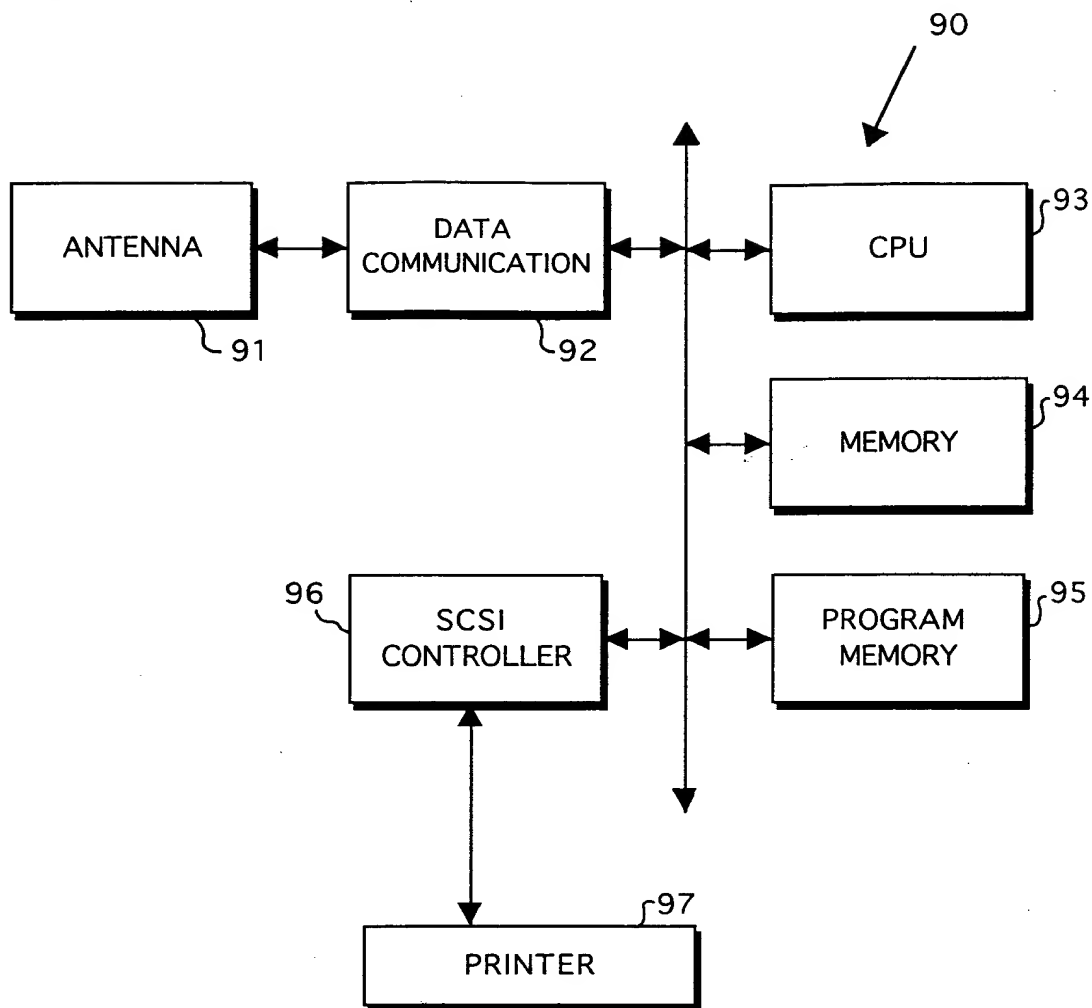 90
ANTENNA
91
DATA
COMMUNICATION
92
CPU
93
MEMORY
94
96
SCSI
CONTROLLER
PROGRAM
MEMORY
95
97
PRINTER